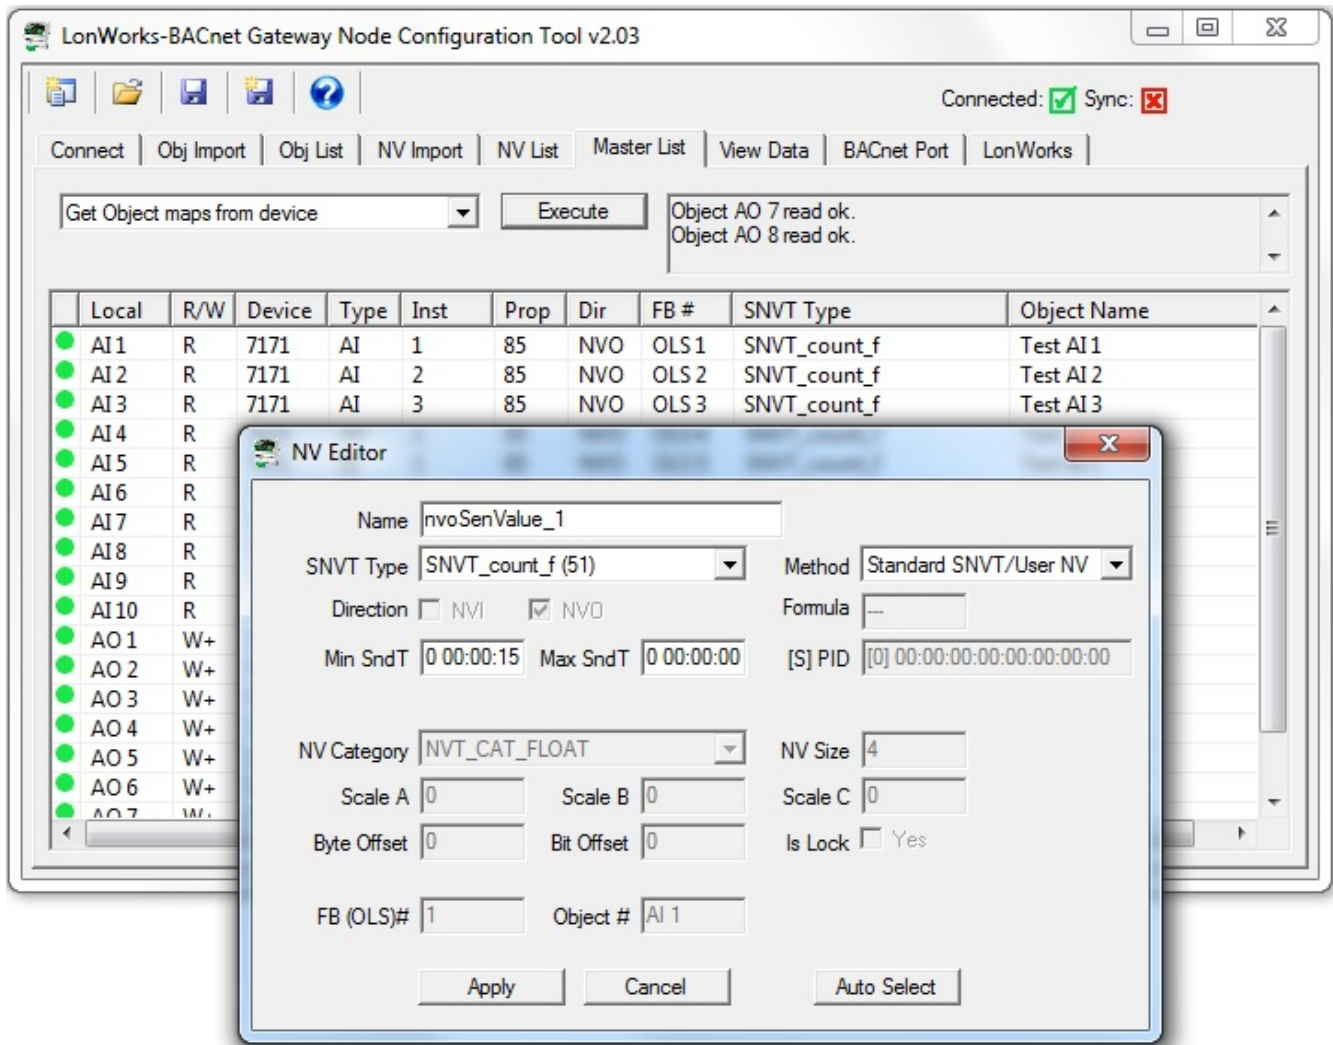 LonWorks-BACnet Gateway Node Configuration Tool v2.03
Connected: Sync:
Connect Obj Import Obj List NV Import NV List Master List View Data BACnet Port LonWorks
Get Object maps from device Execute Object AO 7 read ok.
Object AO 8 read ok.
Local R/W Device Type Inst Prop Dir FB # SNVT Type Object Name
AI 1 R 7171 AI 1 85 NVO OLS 1 SNVT_count_f Test AI 1
AI 2 R 7171 AI 2 85 NVO OLS 2 SNVT_count_f Test AI 2
AI 3 R 7171 AI 3 85 NVO OLS 3 SNVT_count_f Test AI 3
AI 4 R
AI 5 R
AI 6 R
AI 7 R
AI 8 R
AI 9 R
AI 10 R
AO 1 W+
AO 2 W+
AO 3 W+
AO 4 W+
AO 5 W+
AO 6 W+
AO 7 W+
NV Editor
Name nvoSenValue_1
SNVT Type SNVT_count_f (51) Method Standard SNVT/User NV
Direction NVI NVO Formula ---
Min SndT 0 00:00:15 Max SndT 0 00:00:00 [S] PID [0] 00:00:00:00:00:00:00:00
NV Category NVT_CAT_FLOAT NV Size 4
Scale A 0 Scale B 0 Scale C 0
Byte Offset 0 Bit Offset 0 Is Lock Yes
FB (OLS)# 1 Object # AI 1
Apply Cancel Auto Select